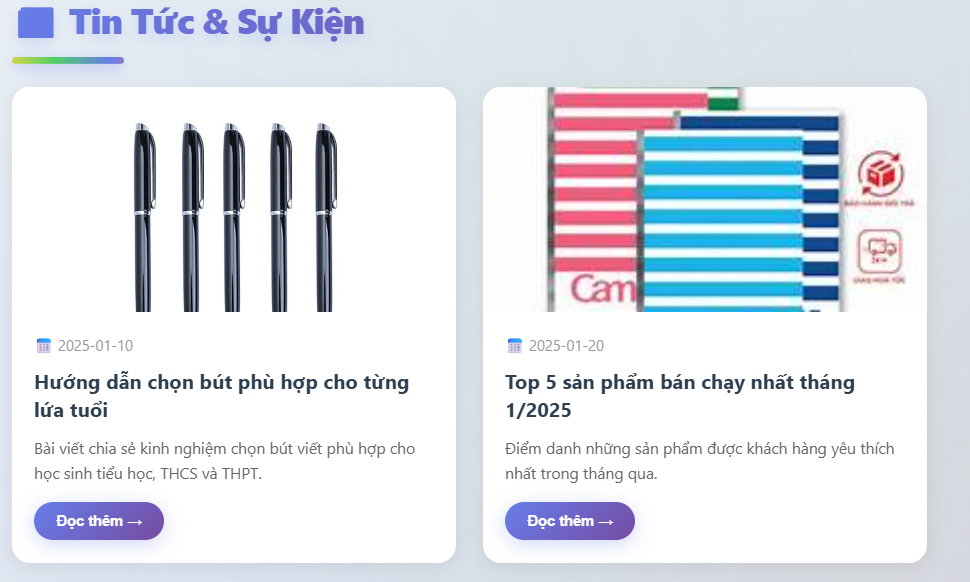 Tin Tức & Sự Kiện
Cam
24H
2025-01-10
Hướng dẫn chọn bút phù hợp cho từng
lứa tuổi
Bài viết chia sẻ kinh nghiệm chọn bút viết phù hợp cho
học sinh tiểu học, THCS và THPT.
Đọc thêm →
2025-01-20
Top 5 sản phẩm bán chạy nhất tháng
1/2025
Điểm danh những sản phẩm được khách hàng yêu thích
nhất trong tháng qua.
Đọc thêm →